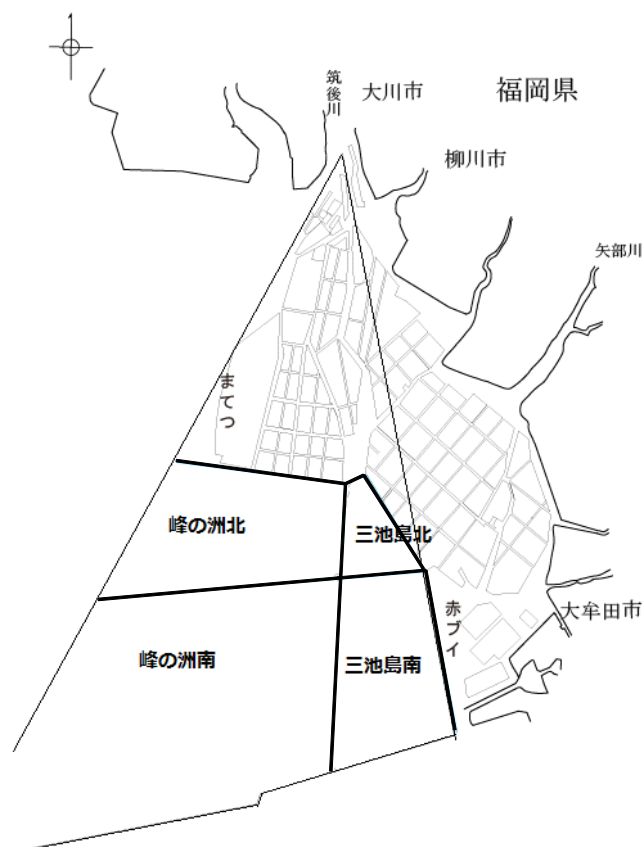 筑後川
大川市
福岡県
柳川市
矢部川
まてつ
峰の洲北
三池島北
赤ブイ
大牟田市
峰の洲南
三池島南